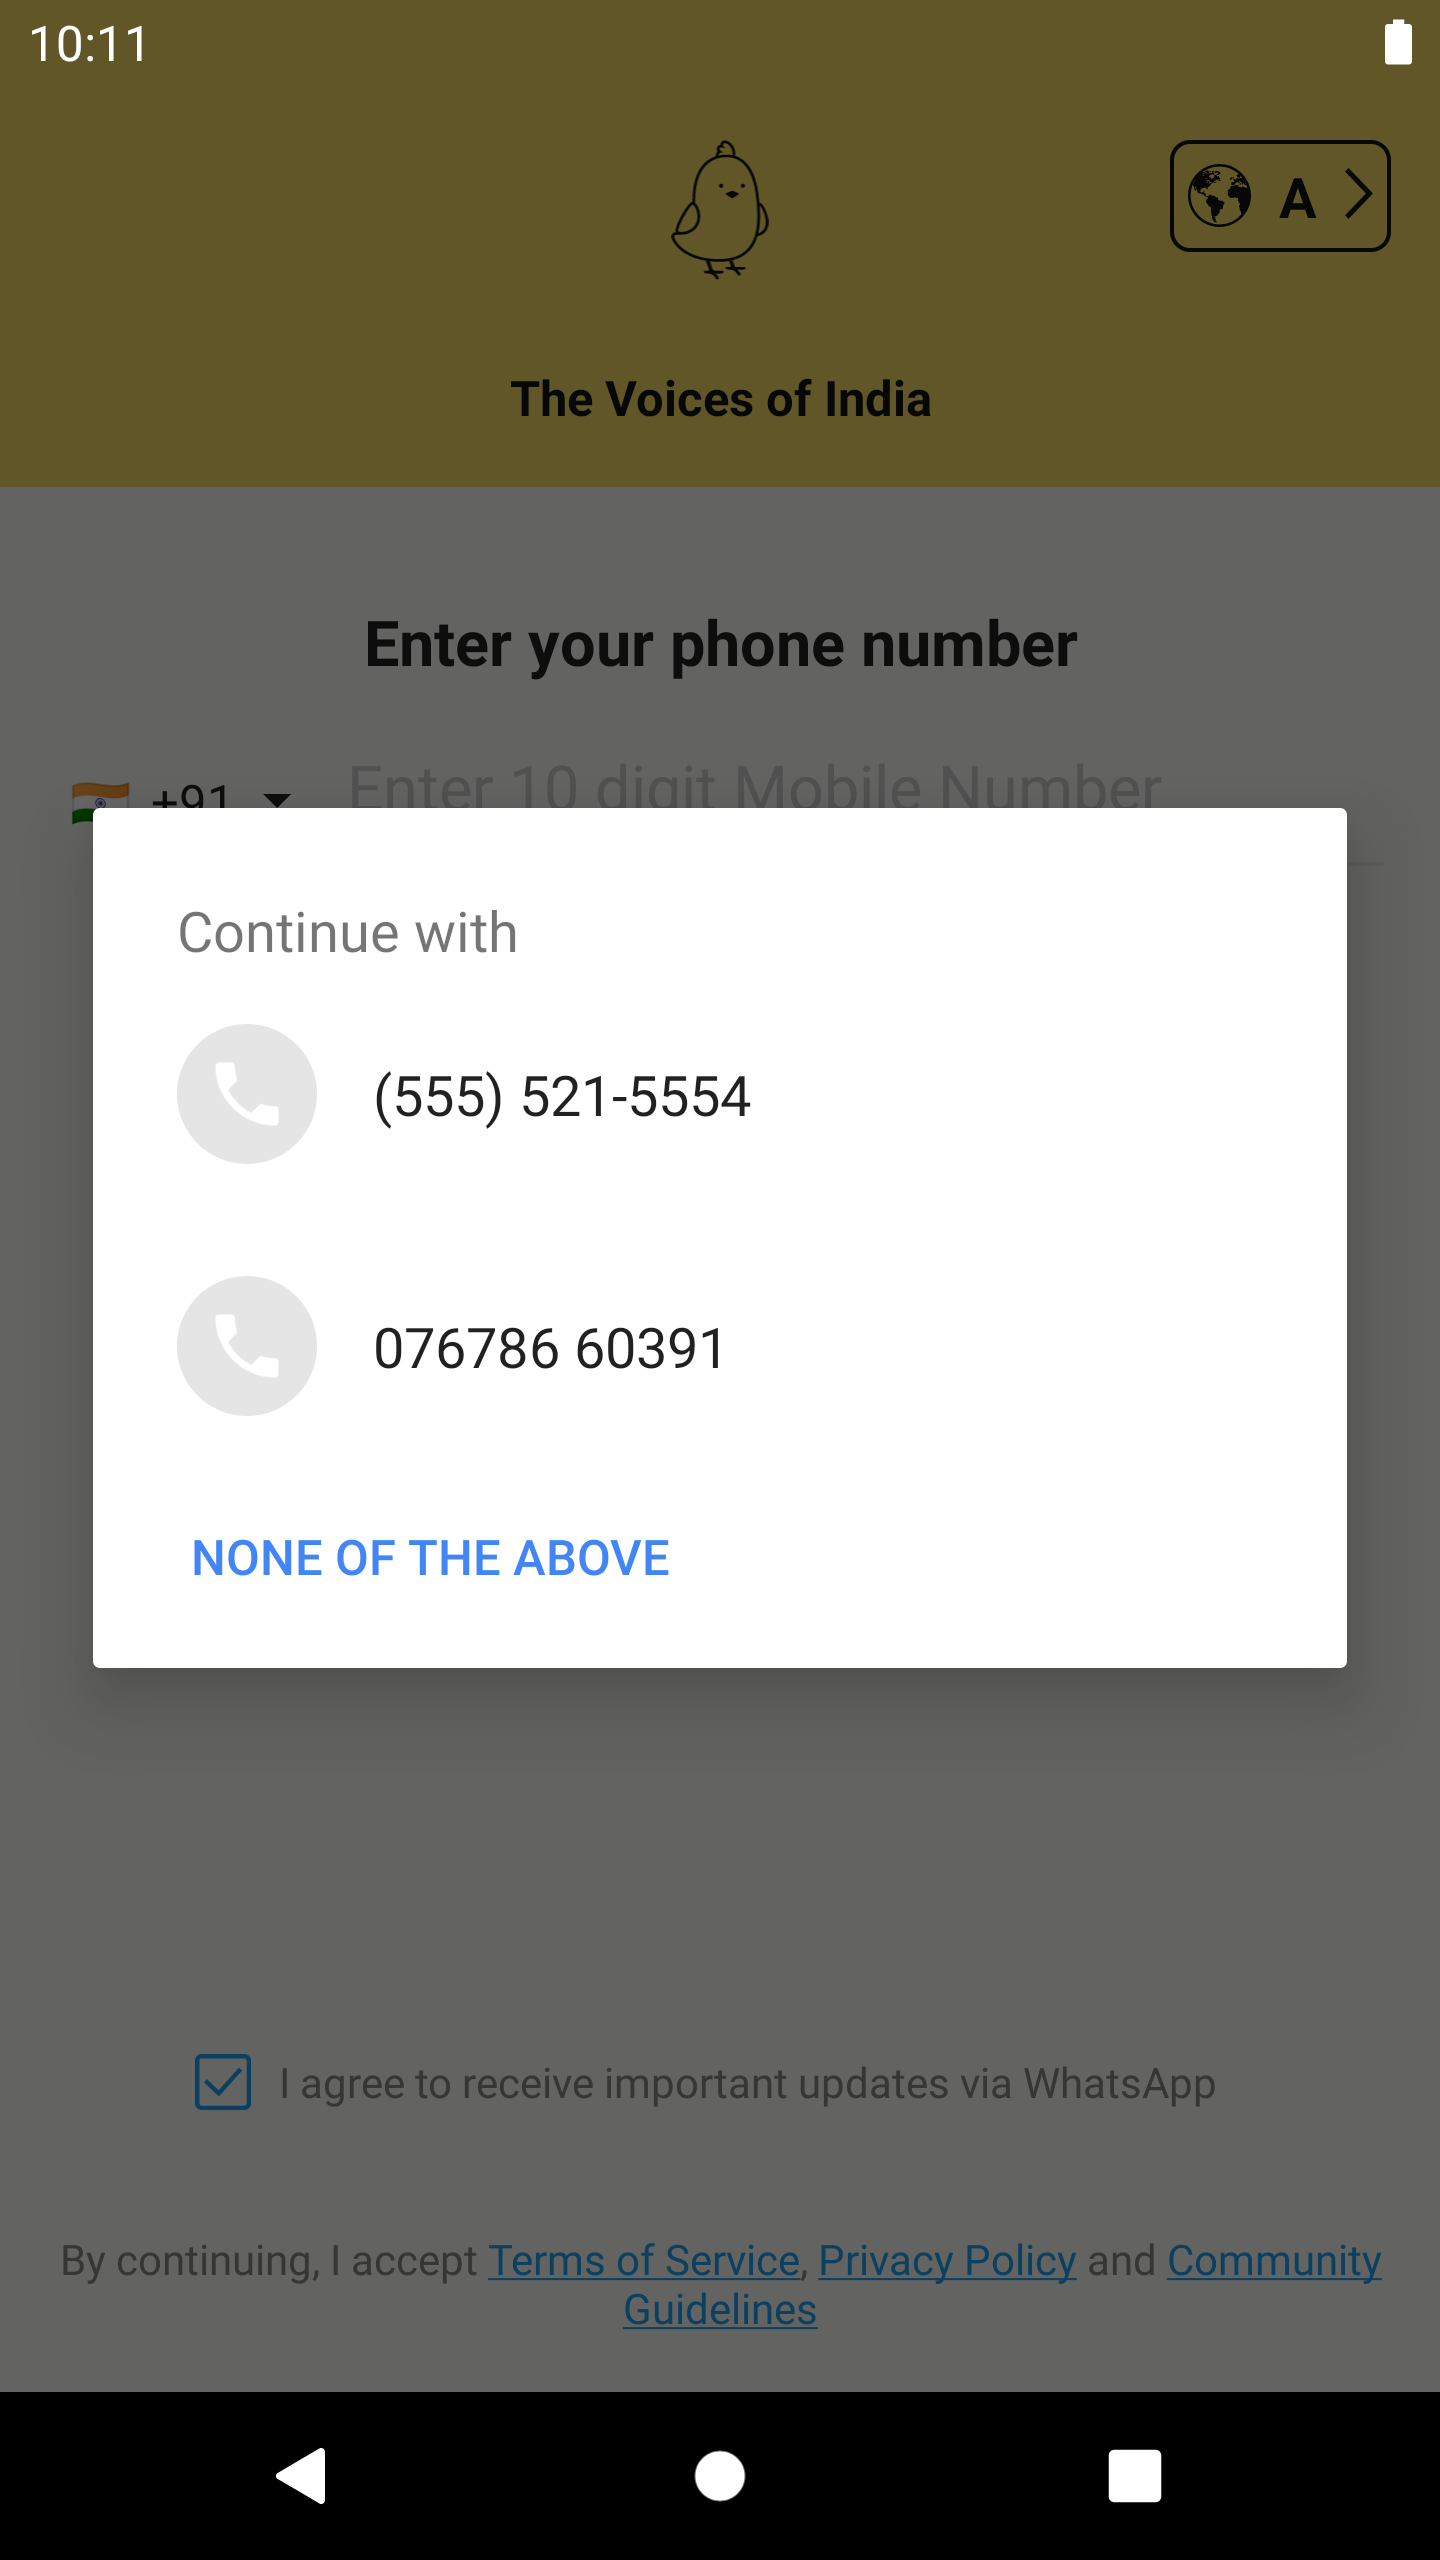 10:11
A
The Voices of India
Enter your phone number
+91
Enter 10 digit Mobile Number
Continue with
(555) 521-5554
076786 60391
NONE OF THE ABOVE
I agree to receive important updates via WhatsApp
By continuing, I accept Terms of Service, Privacy Policy and Community
Guidelines